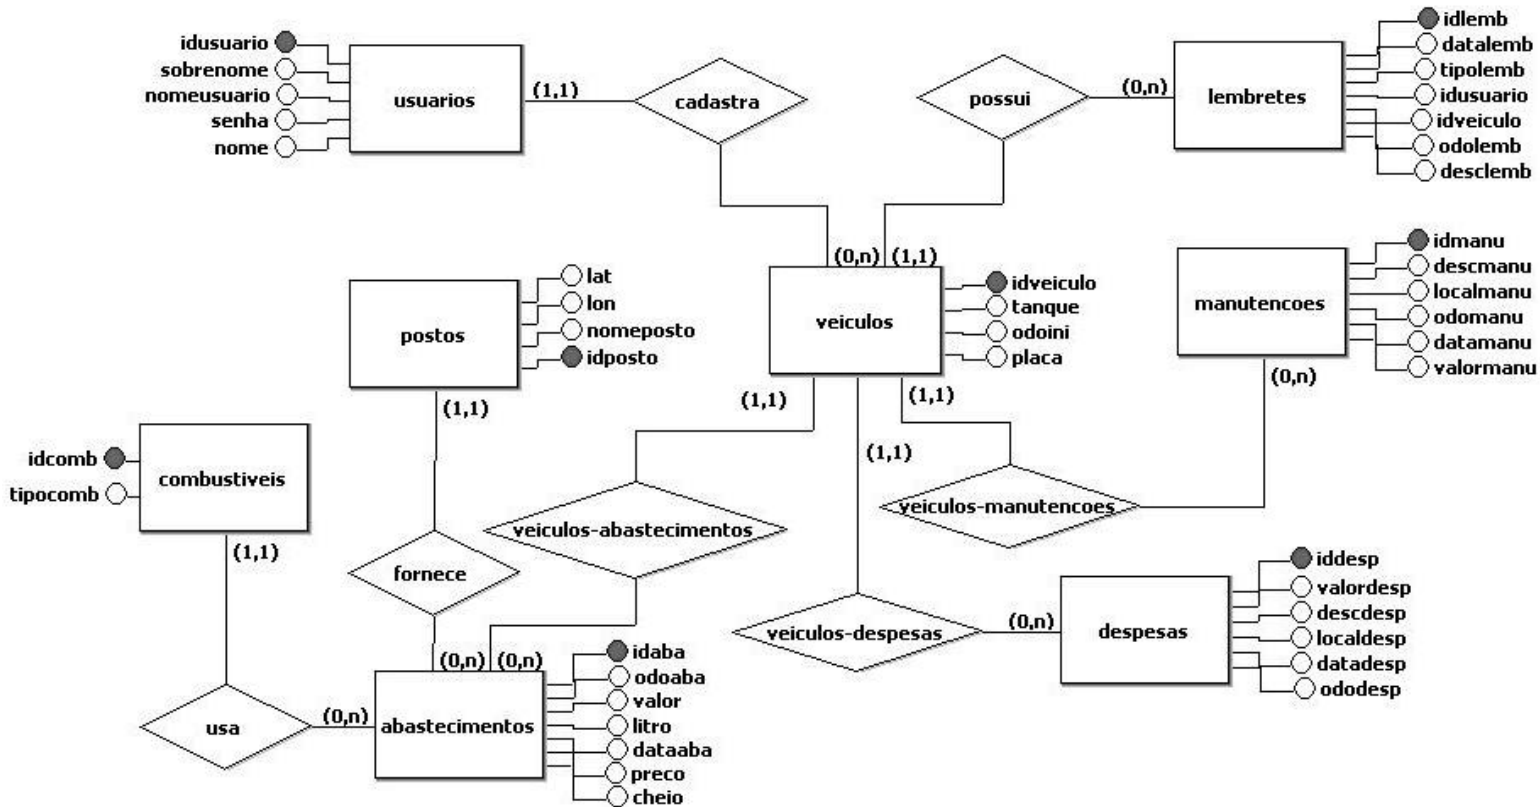 idusuario
sobrenome
nomeusuario
senha
nome
usuarios
(1,1)
cadastra
possui
(0,n)
lembretes
idlemb
datalemb
tipolemb
idusuario
idveiculo
odolemb
desclemb
(0,n)
(1,1)
veiculos
idveiculo
tanque
odoini
placa
manutencoes
idmanu
descmanu
localmanu
odomanu
datamanu
valormanu
(0,n)
postos
lat
lon
nomeposto
idposto
(1,1)
(1,1)
(1,1)
(1,1)
idcomb
tipocomb
combustiveis
(1,1)
veiculos-abastecimentos
veiculos-manutencoes
fornece
veiculos-despesas
(0,n)
despesas
iddesp
valordesp
descdesp
localdesp
datadesp
ododesp
usa
(0,n)
(0,n)
(0,n)
abastecimentos
idaba
odoaba
valor
litro
dataaba
preco
cheio